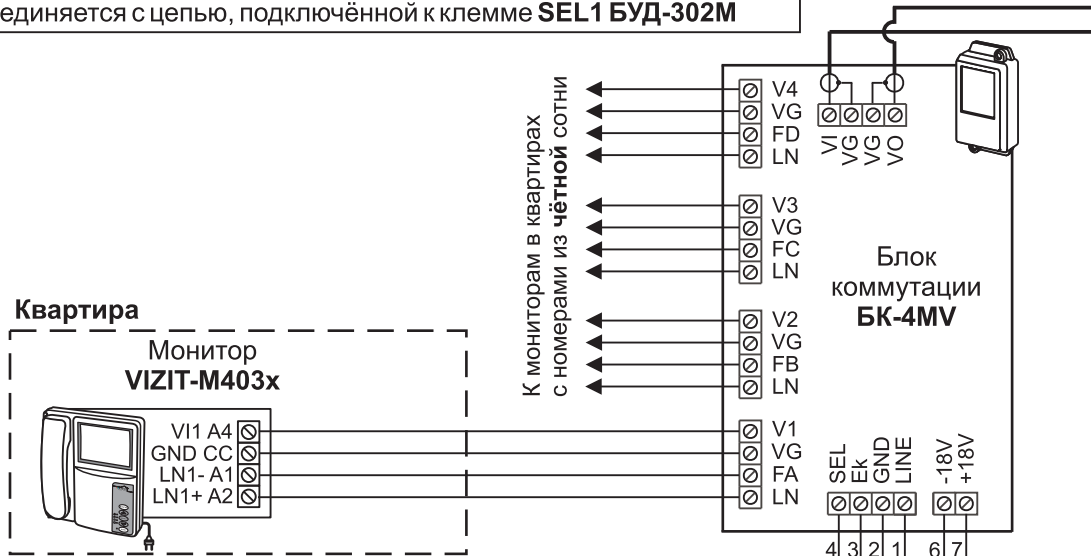 единяется с цепью, подключённой к клемме SEL1 БУД-302М
К мониторам в квартирах
с номерами из чётной сотни
V4
VG
FD
LN
VI
VG
VG
VO
V3
VG
FC
LN
Блок
коммутации
БК-4MV
V2
VG
FB
LN
Квартира
Монитор
VIZIT-M403x
VI1 A4
GND CC
LN1- A1
LN1+ A2
V1
VG
FA
LN
SEL
Ek
GND
LINE
-18V
+18V
4 3 2 1 6 7